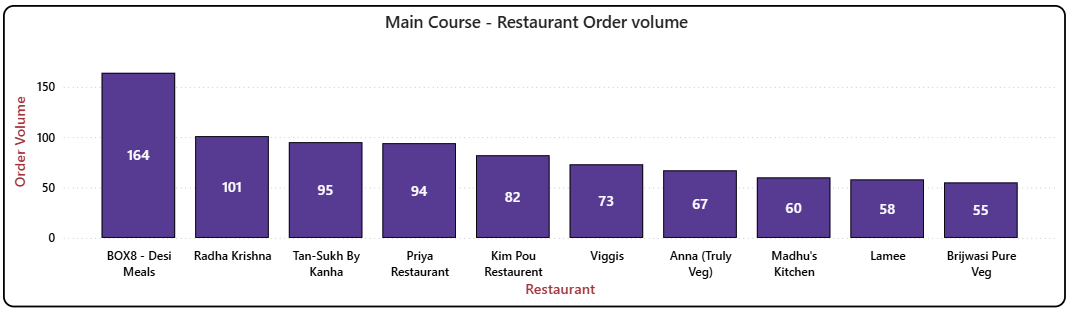 Main Course - Restaurant Order volume
Order Volume
150
100
50
0
164
101
95
94
82
73
67
60
58
55
BOX8 - Desi
Meals
Radha Krishna
Tan-Sukh By
Kanha
Priya
Restaurant
Kim Pou
Restaurent
Viggis
Anna (Truly
Veg)
Madhu's
Kitchen
Lamee
Brijwasi Pure
Veg
Restaurant